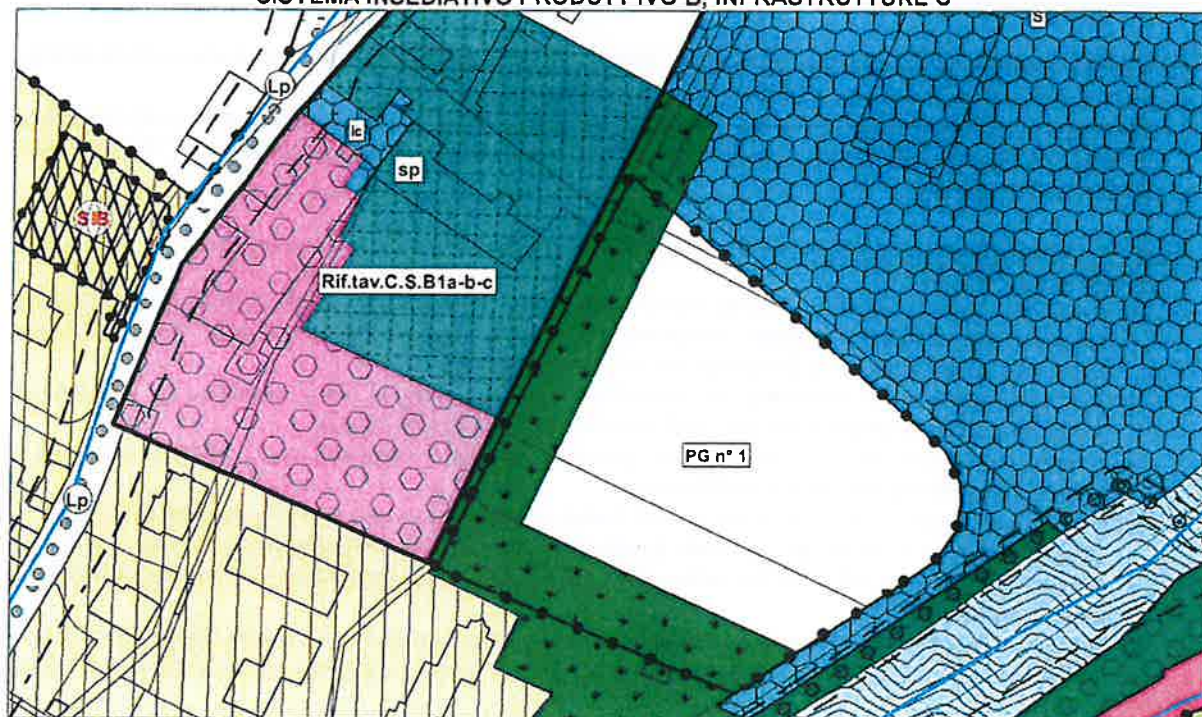 SISTEMA INSEDIATIVO PRODUTTIVO B, INFRASTRUTTURE C
S
Lp
lc
sp
SB
Rif.tav.C.S.B1a-b-c
PG n° 1
Lp